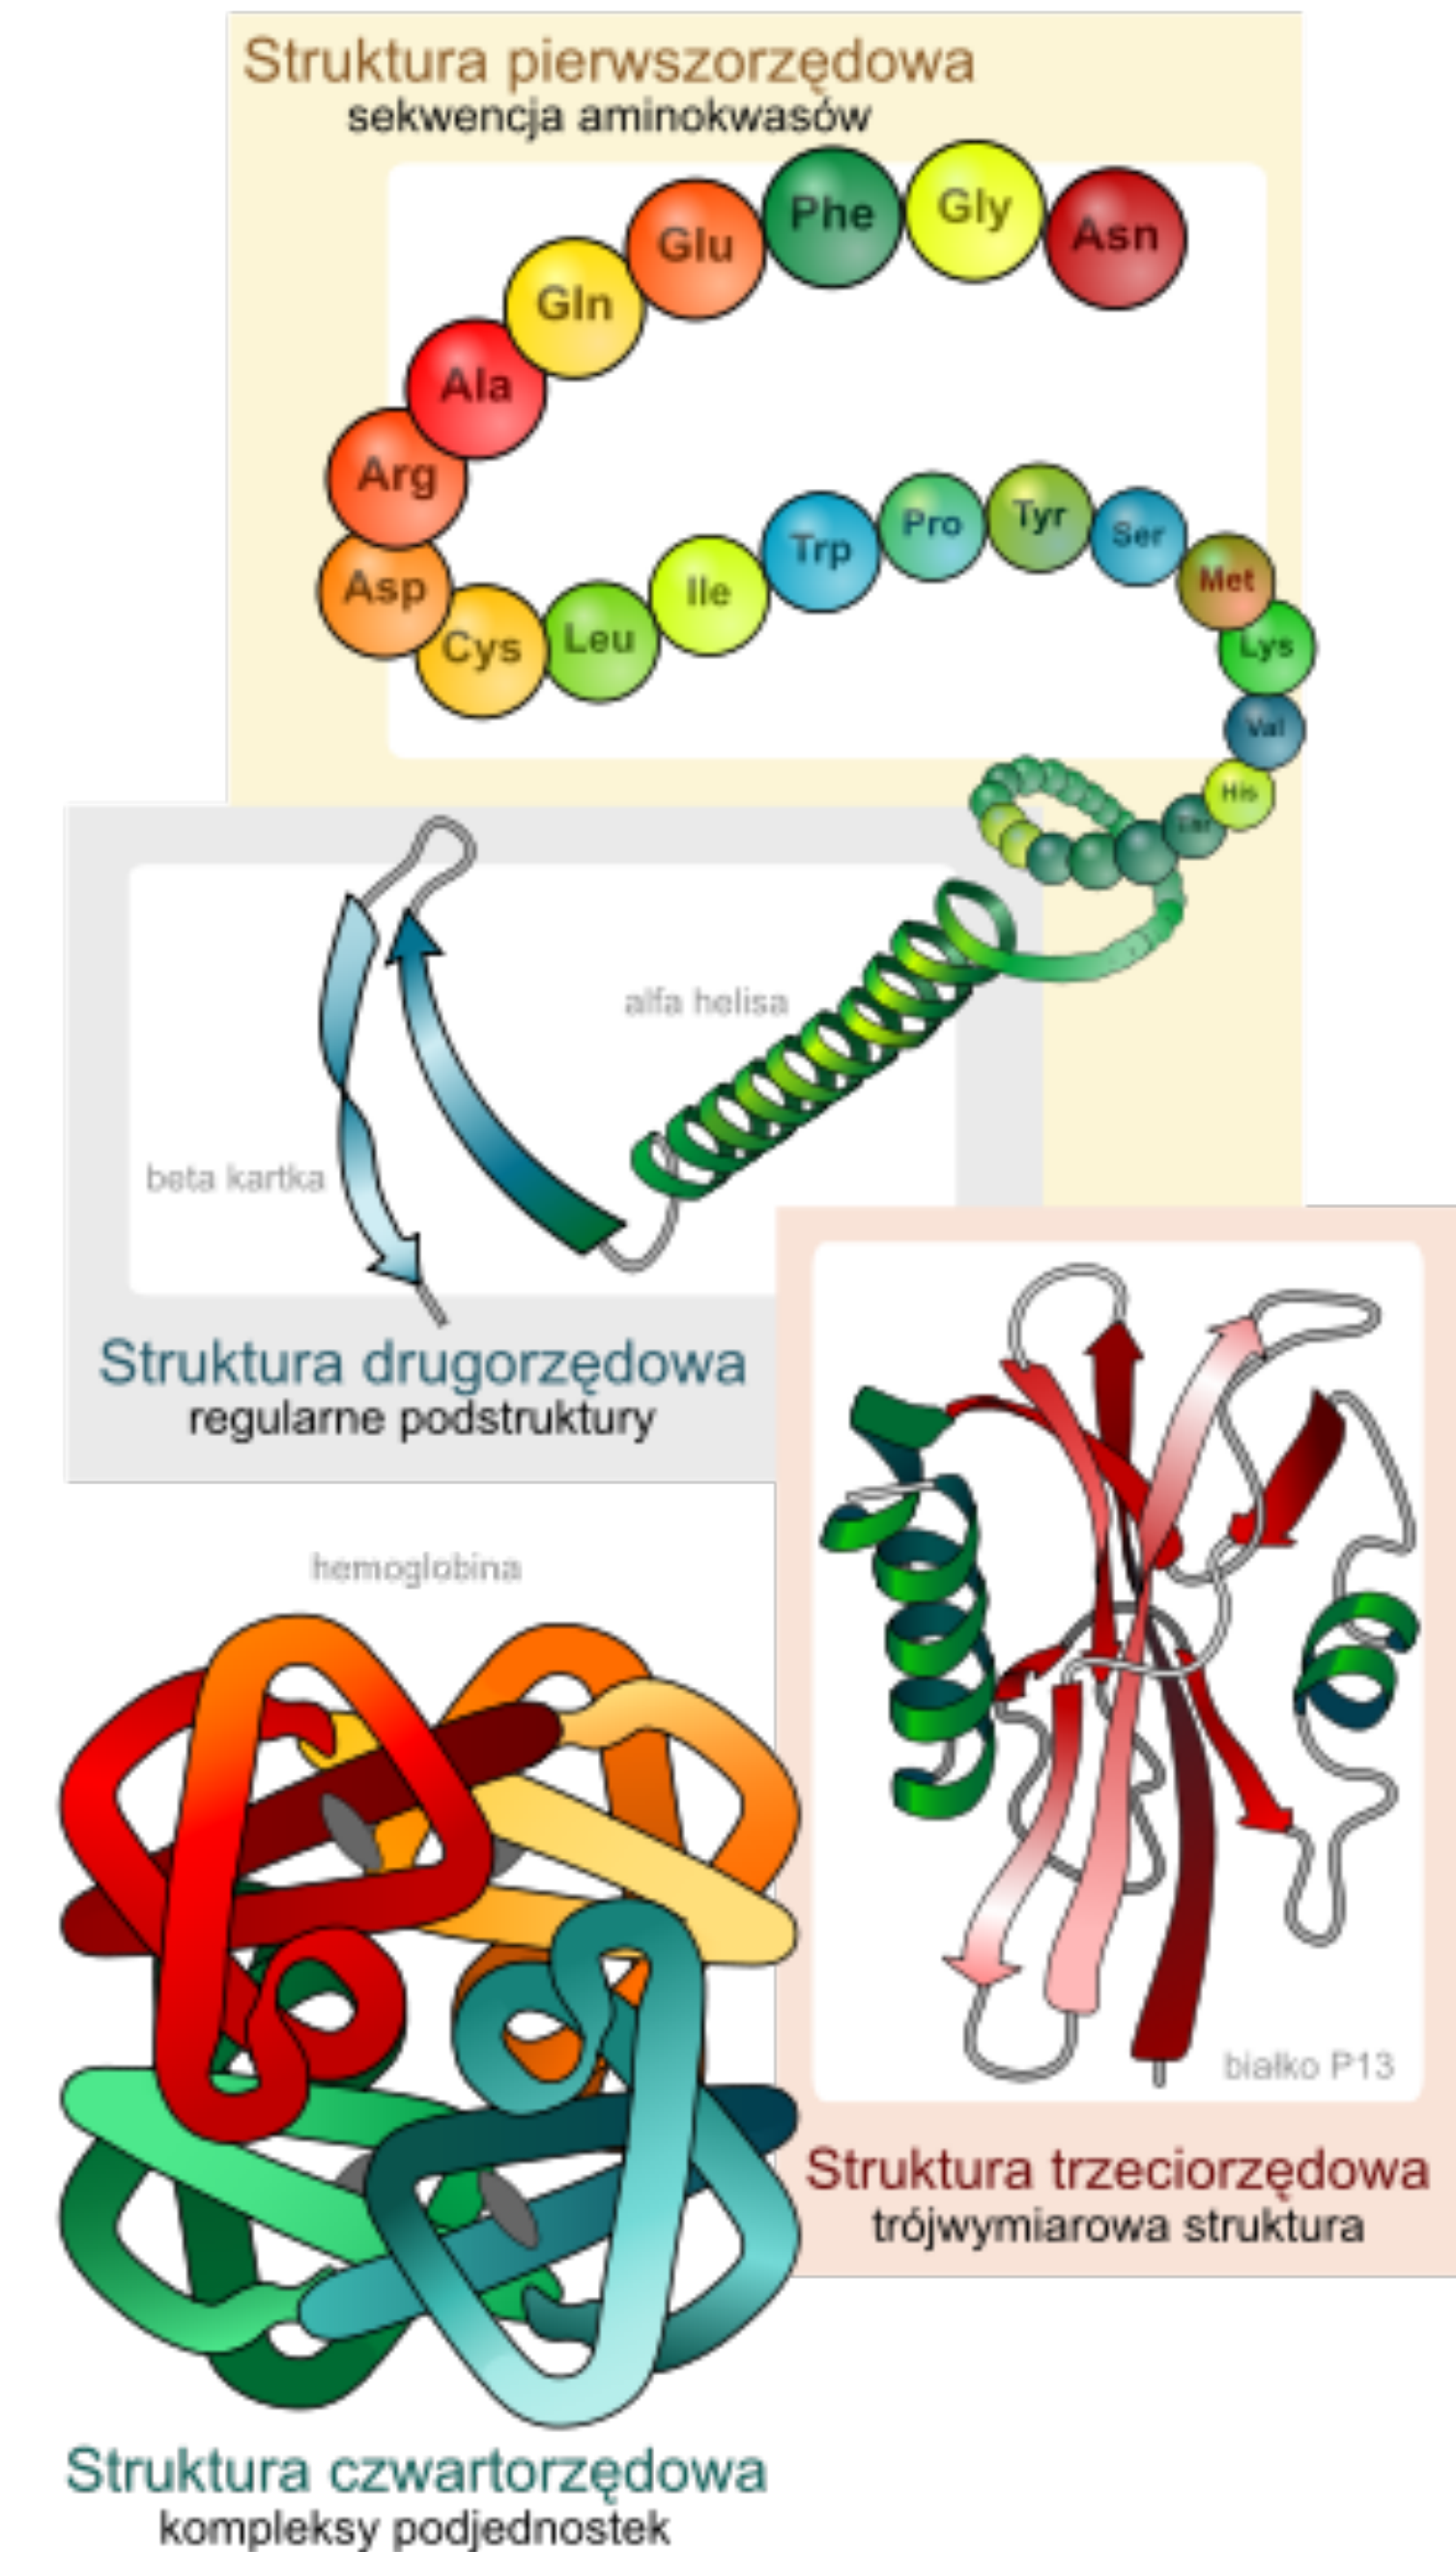 Struktura pierwszorzędowa
sekwencja aminokwasów
Asn
Gly
Phe
Glu
Gln
Ala
Arg
Asp
Cys
Leu
Ile
Trp
Pro
Tyr
Ser
Met
Lys
Val
His
alfa helisa
beta kartka
Struktura drugorzędowa
regularne podstruktury
białko P13
Struktura trzeciorzędowa
trójwymiarowa struktura
hemoglobina
Struktura czwartorzędowa
kompleksy podjednostek